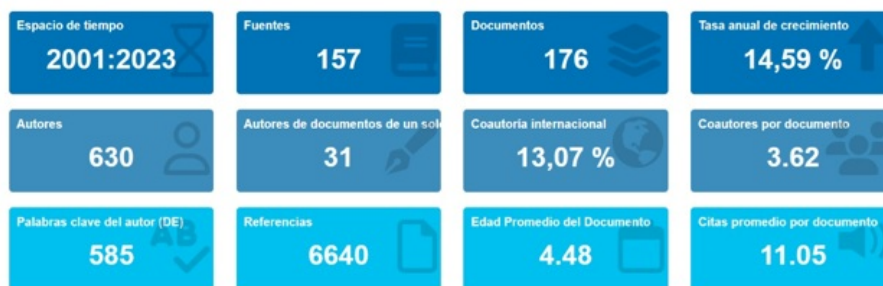 Espacio de tiempo
2001:2023
Fuentes
157
Documentos
176
Tasa anual de crecimiento
14,59 %
Autores
630
Autores de documentos de un sol
31
Coautoría internacional
13,07 %
Coautores por documento
3.62
Palabras clave del autor (DE)
AB
585
Referencias
6640
Edad Promedio del Documento
4.48
Citas promedio por documento
11.05